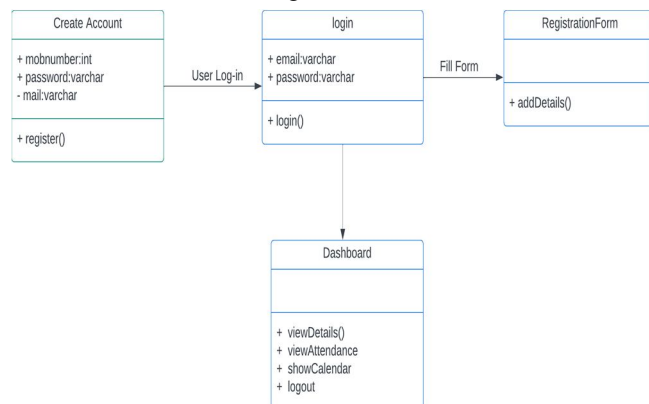 Create Account
+ mobnumber:int
+ password:varchar
- mail:varchar
+ register()
User Log-in
login
+ email:varchar
+ password:varchar
+ login()
Fill Form
RegistrationForm
+ addDetails()
Dashboard
+ viewDetails()
+ viewAttendance
+ showCalendar
+ logout